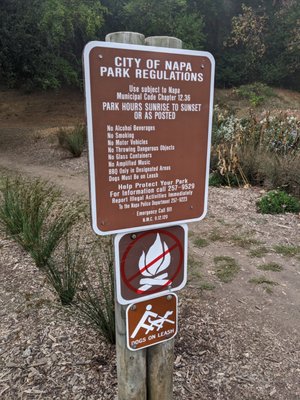 CITY OF NAPA
PARK REGULATIONS
Use subject to Napa
Municipal Code Chapter 12.36
PARK HOURS SUNRISE TO SUNSET
OR AS POSTED
No Alcohol Beverages
No Smoking
No Motor Vehicles
No Throwing Dangerous Objects
No Glass Containers
No Amplified Music
BBQ Only in Designated Areas
Dogs Must Be on Leash
Help Protect Your Park
For Information call 257-9529
Report Illegal Activities Immediately
To the Napa Police Department 257-9223
Emergency Call 911
DOGS ON LEASH